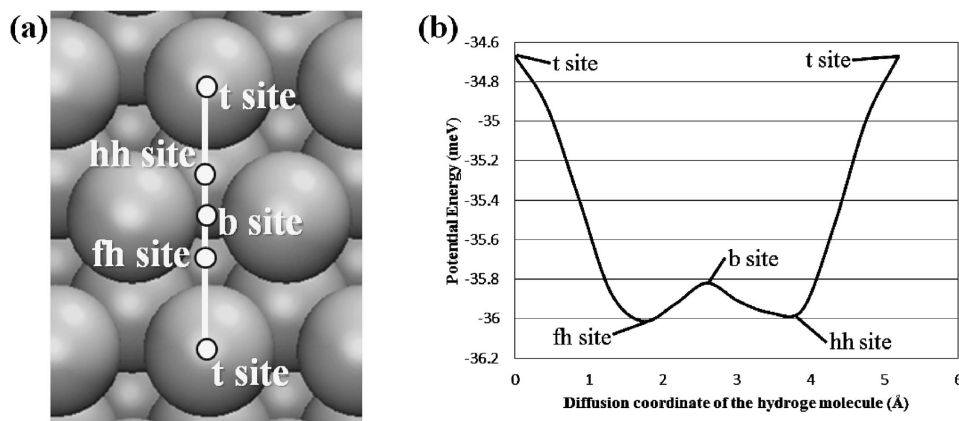 (a)
t site
hh site
b site
fh site
t site
(b)
Potential Energy (meV)
-34.6
-34.8
-35
-35.2
-35.4
-35.6
-35.8
-36
-36.2
t site
t site
b site
fh site
hh site
0
1
2
3
4
5
6
Diffusion coordinate of the hydroge molecule (Å)